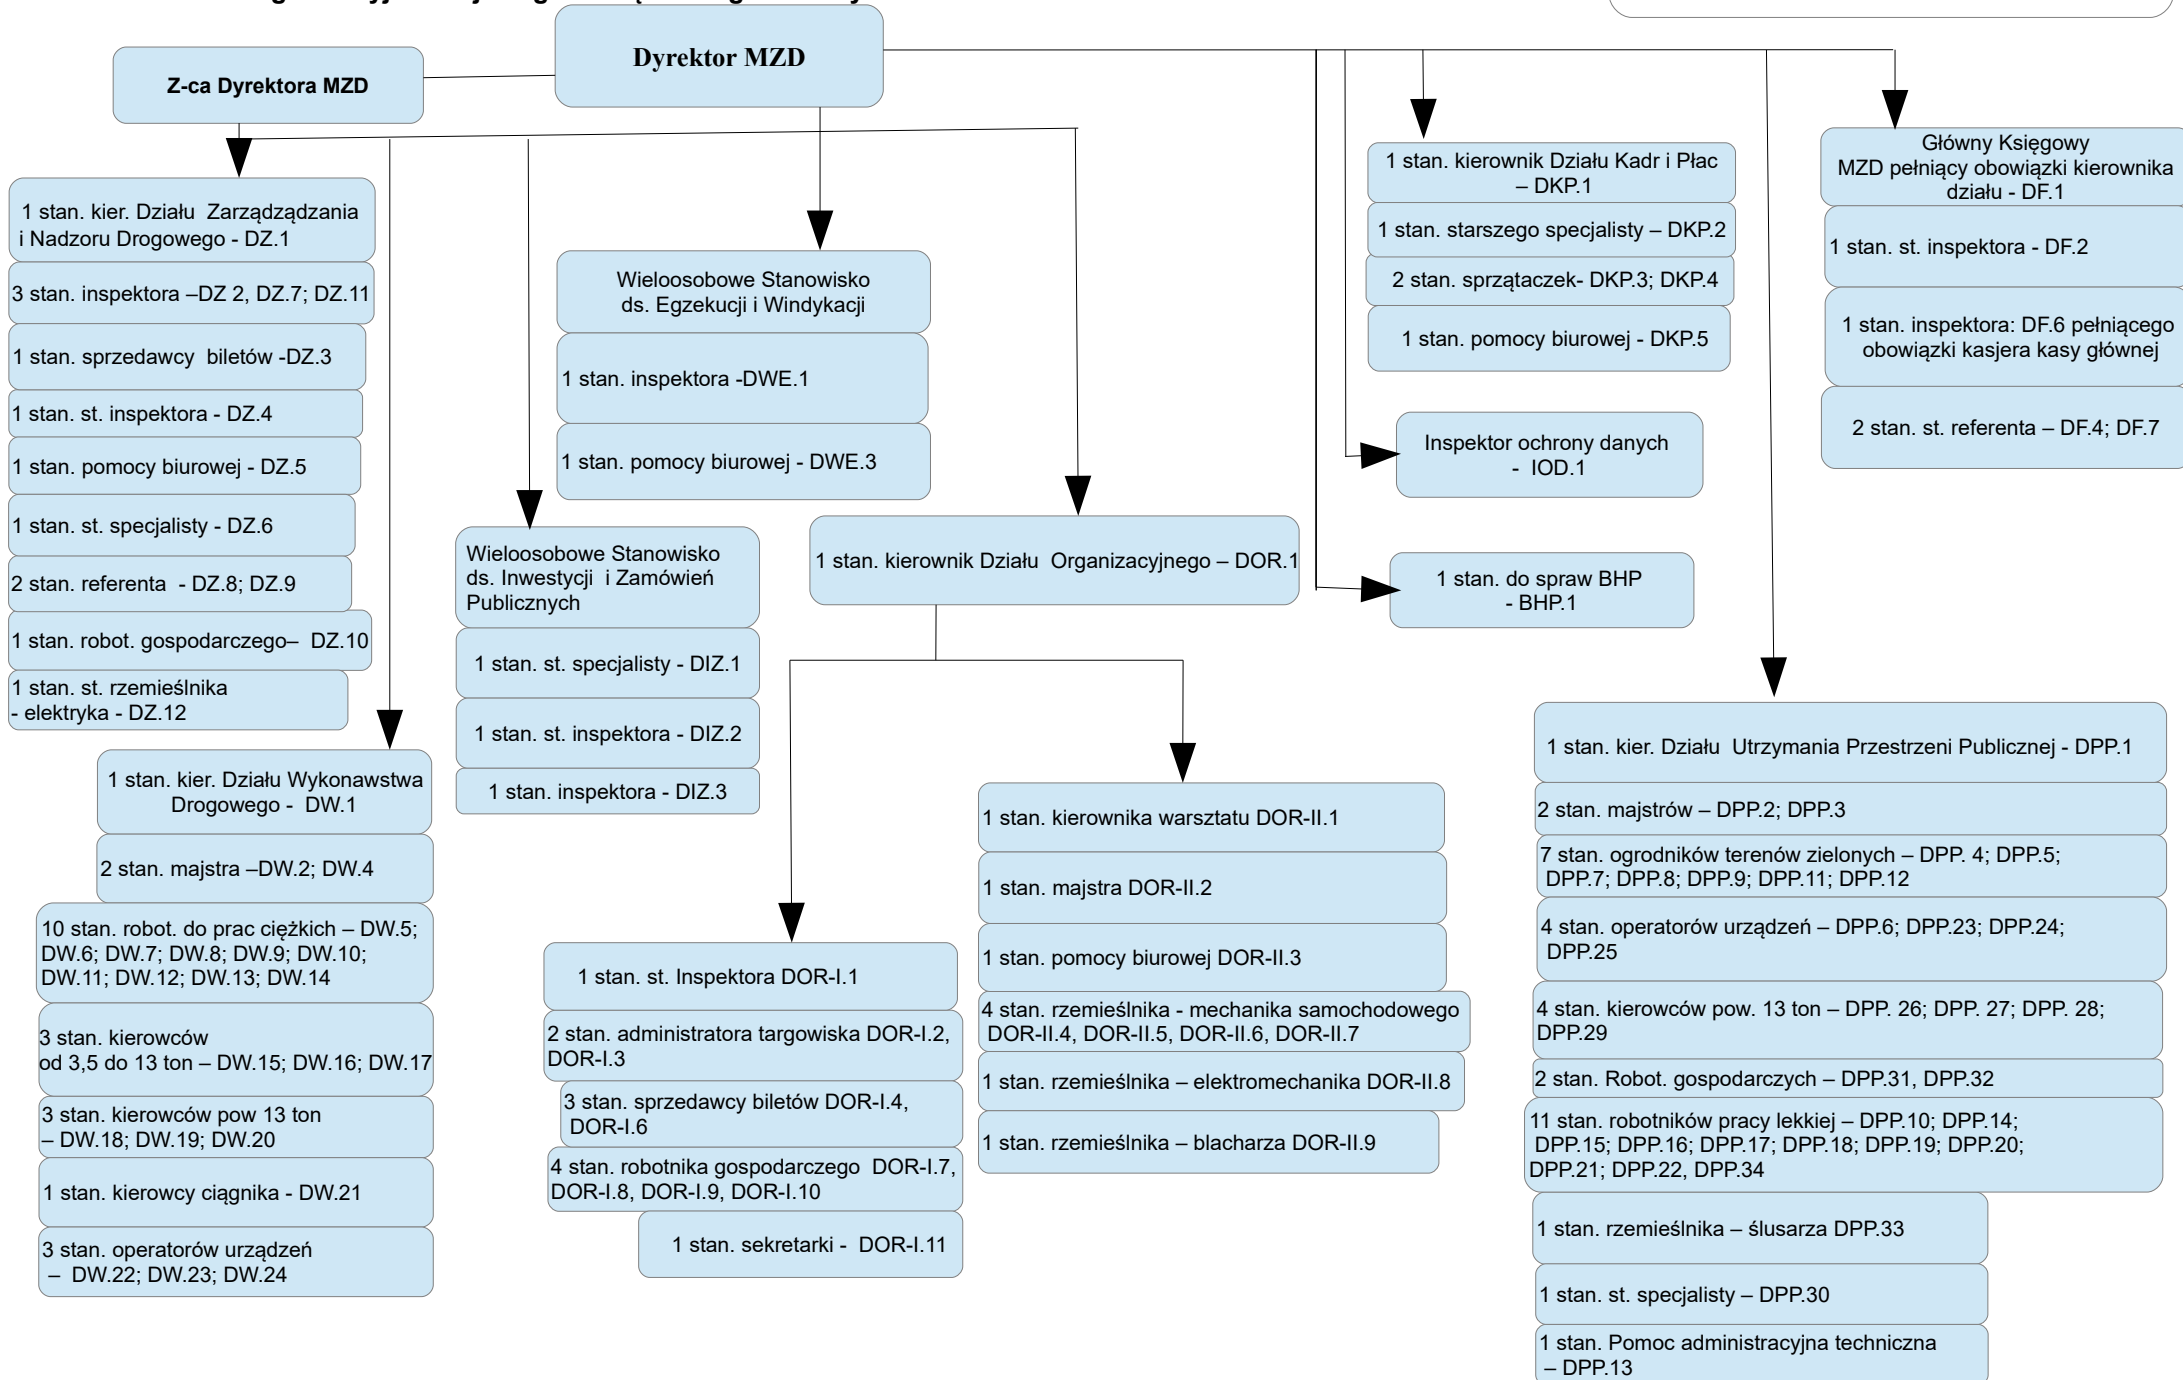 Dyrektor MZD
Z-ca Dyrektora MZD
1 stan. kier. Działu Zarządządzania
i Nadzoru Drogowego - DZ.1
3 stan. inspektora –DZ 2, DZ.7; DZ.11
1 stan. sprzedawcy biletów -DZ.3
1 stan. st. inspektora - DZ.4
1 stan. pomocy biurowej - DZ.5
1 stan. st. specjalisty - DZ.6
2 stan. referenta - DZ.8; DZ.9
1 stan. robot. gospodarczego– DZ.10
1 stan. st. rzemieślnika
- elektryka - DZ.12
1 stan. kier. Działu Wykonawstwa
Drogowego - DW.1
2 stan. majstra –DW.2; DW.4
10 stan. robot. do prac ciężkich – DW.5;
DW.6; DW.7; DW.8; DW.9; DW.10;
DW.11; DW.12; DW.13; DW.14
3 stan. kierowców
od 3,5 do 13 ton – DW.15; DW.16; DW.17
3 stan. kierowców pow 13 ton
– DW.18; DW.19; DW.20
1 stan. kierowcy ciągnika - DW.21
3 stan. operatorów urządzeń
– DW.22; DW.23; DW.24
Wieloosobowe Stanowisko
ds. Inwestycji i Zamówień
Publicznych
1 stan. st. specjalisty - DIZ.1
1 stan. st. inspektora - DIZ.2
1 stan. inspektora - DIZ.3
Wieloosobowe Stanowisko
ds. Egzekucji i Windykacji
1 stan. inspektora -DWE.1
1 stan. pomocy biurowej - DWE.3
1 stan. kierownik Działu Organizacyjnego – DOR.1
1 stan. st. Inspektora DOR-I.1
2 stan. administratora targowiska DOR-I.2,
DOR-I.3
3 stan. sprzedawcy biletów DOR-I.4,
DOR-I.6
4 stan. robotnika gospodarczego DOR-I.7,
DOR-I.8, DOR-I.9, DOR-I.10
1 stan. sekretarki - DOR-I.11
1 stan. kierownika warsztatu DOR-II.1
1 stan. majstra DOR-II.2
1 stan. pomocy biurowej DOR-II.3
4 stan. rzemieślnika - mechanika samochodowego
DOR-II.4, DOR-II.5, DOR-II.6, DOR-II.7
1 stan. rzemieślnika – elektromechanika DOR-II.8
1 stan. rzemieślnika – blacharza DOR-II.9
1 stan. kierownik Działu Kadr i Płac
– DKP.1
1 stan. starszego specjalisty – DKP.2
2 stan. sprzątaczek- DKP.3; DKP.4
1 stan. pomocy biurowej - DKP.5
Inspektor ochrony danych
- IOD.1
1 stan. do spraw BHP
- BHP.1
Główny Księgowy
MZD pełniący obowiązki kierownika
działu - DF.1
1 stan. st. inspektora - DF.2
1 stan. inspektora: DF.6 pełniącego
obowiązki kasjera kasy głównej
2 stan. st. referenta – DF.4; DF.7
1 stan. kier. Działu Utrzymania Przestrzeni Publicznej - DPP.1
2 stan. majstrów – DPP.2; DPP.3
7 stan. ogrodników terenów zielonych – DPP. 4; DPP.5;
DPP.7; DPP.8; DPP.9; DPP.11; DPP.12
4 stan. operatorów urządzeń – DPP.6; DPP.23; DPP.24;
DPP.25
4 stan. kierowców pow. 13 ton – DPP. 26; DPP. 27; DPP. 28;
DPP.29
2 stan. Robot. gospodarczych – DPP.31, DPP.32
11 stan. robotników pracy lekkiej – DPP.10; DPP.14;
DPP.15; DPP.16; DPP.17; DPP.18; DPP.19; DPP.20;
DPP.21; DPP.22, DPP.34
1 stan. rzemieślnika – ślusarza DPP.33
1 stan. st. specjalisty – DPP.30
1 stan. Pomoc administracyjna techniczna
– DPP.13